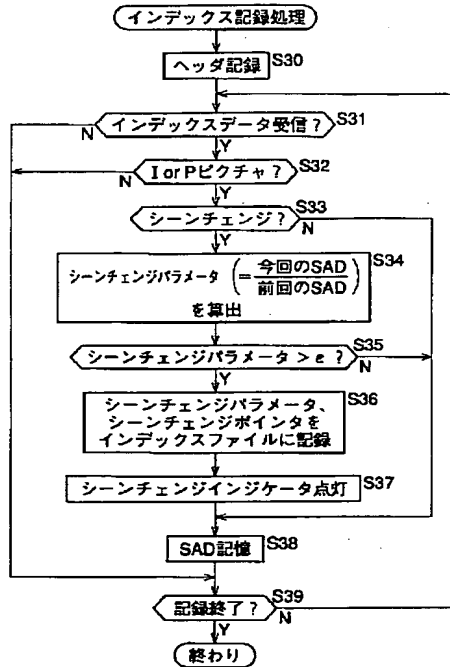 インデックス記録処理
ヘッダ記録 S30
インデックスデータ受信？ S31
N
Y
I or Pピクチャ？ S32
N
Y
シーンチェンジ？ S33
N
Y
シーンチェンジパラメータ (=今回のSAD/前回のSAD) S34
を算出
シーンチェンジパラメータ＞e ？ S35
N
Y
シーンチェンジパラメータ、 S36
シーンチェンジポインタを
インデックスファイルに記録
シーンチェンジインジケータ点灯 S37
SAD記憶 S38
記録終了？ S39
Y
N
終わり